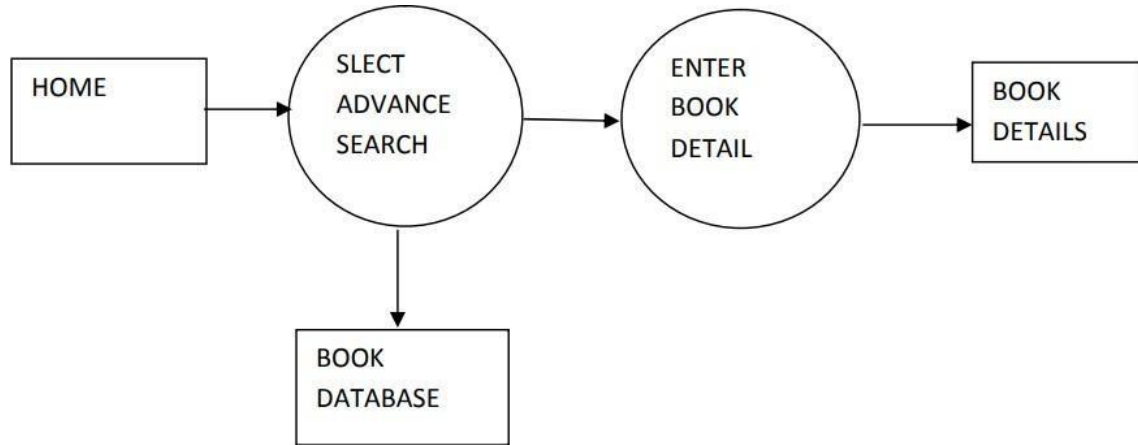 HOME
SLECT
ADVANCE
SEARCH
ENTER
BOOK
DETAIL
BOOK
DETAILS
BOOK
DATABASE